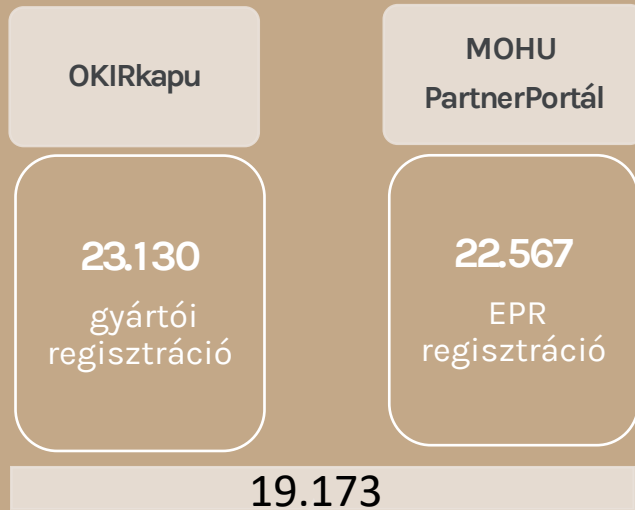 OKIRkapu
23.130
gyártói
regisztráció
MOHU
PartnerPortál
22.567
EPR
regisztráció
19.173